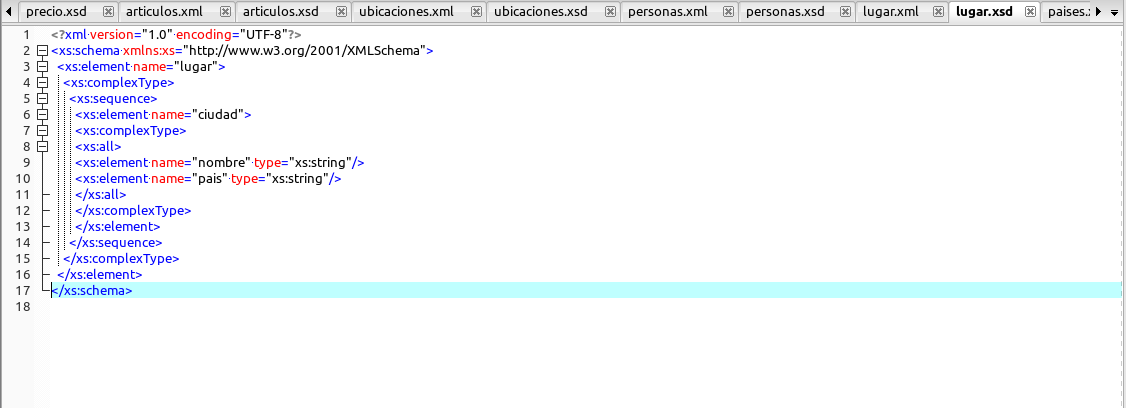 precio.xsd articulos.xml articulos.xsd ubicaciones.xml ubicaciones.xsd personas.xml personas.xsd lugar.xml lugar.xsd paises.
1 <?xml version="1.0" encoding="UTF-8"?>
2 <xs:schema xmlns:xs="http://www.w3.org/2001/XMLSchema">
3 <xs:element name="lugar">
4 <xs:complexType>
5 <xs:sequence>
6 <xs:element name="ciudad">
7 <xs:complexType>
8 <xs:all>
9 <xs:element name="nombre" type="xs:string"/>
10 <xs:element name="pais" type="xs:string"/>
11 </xs:all>
12 </xs:complexType>
13 </xs:element>
14 </xs:sequence>
15 </xs:complexType>
16 </xs:element>
17 </xs:schema>
18